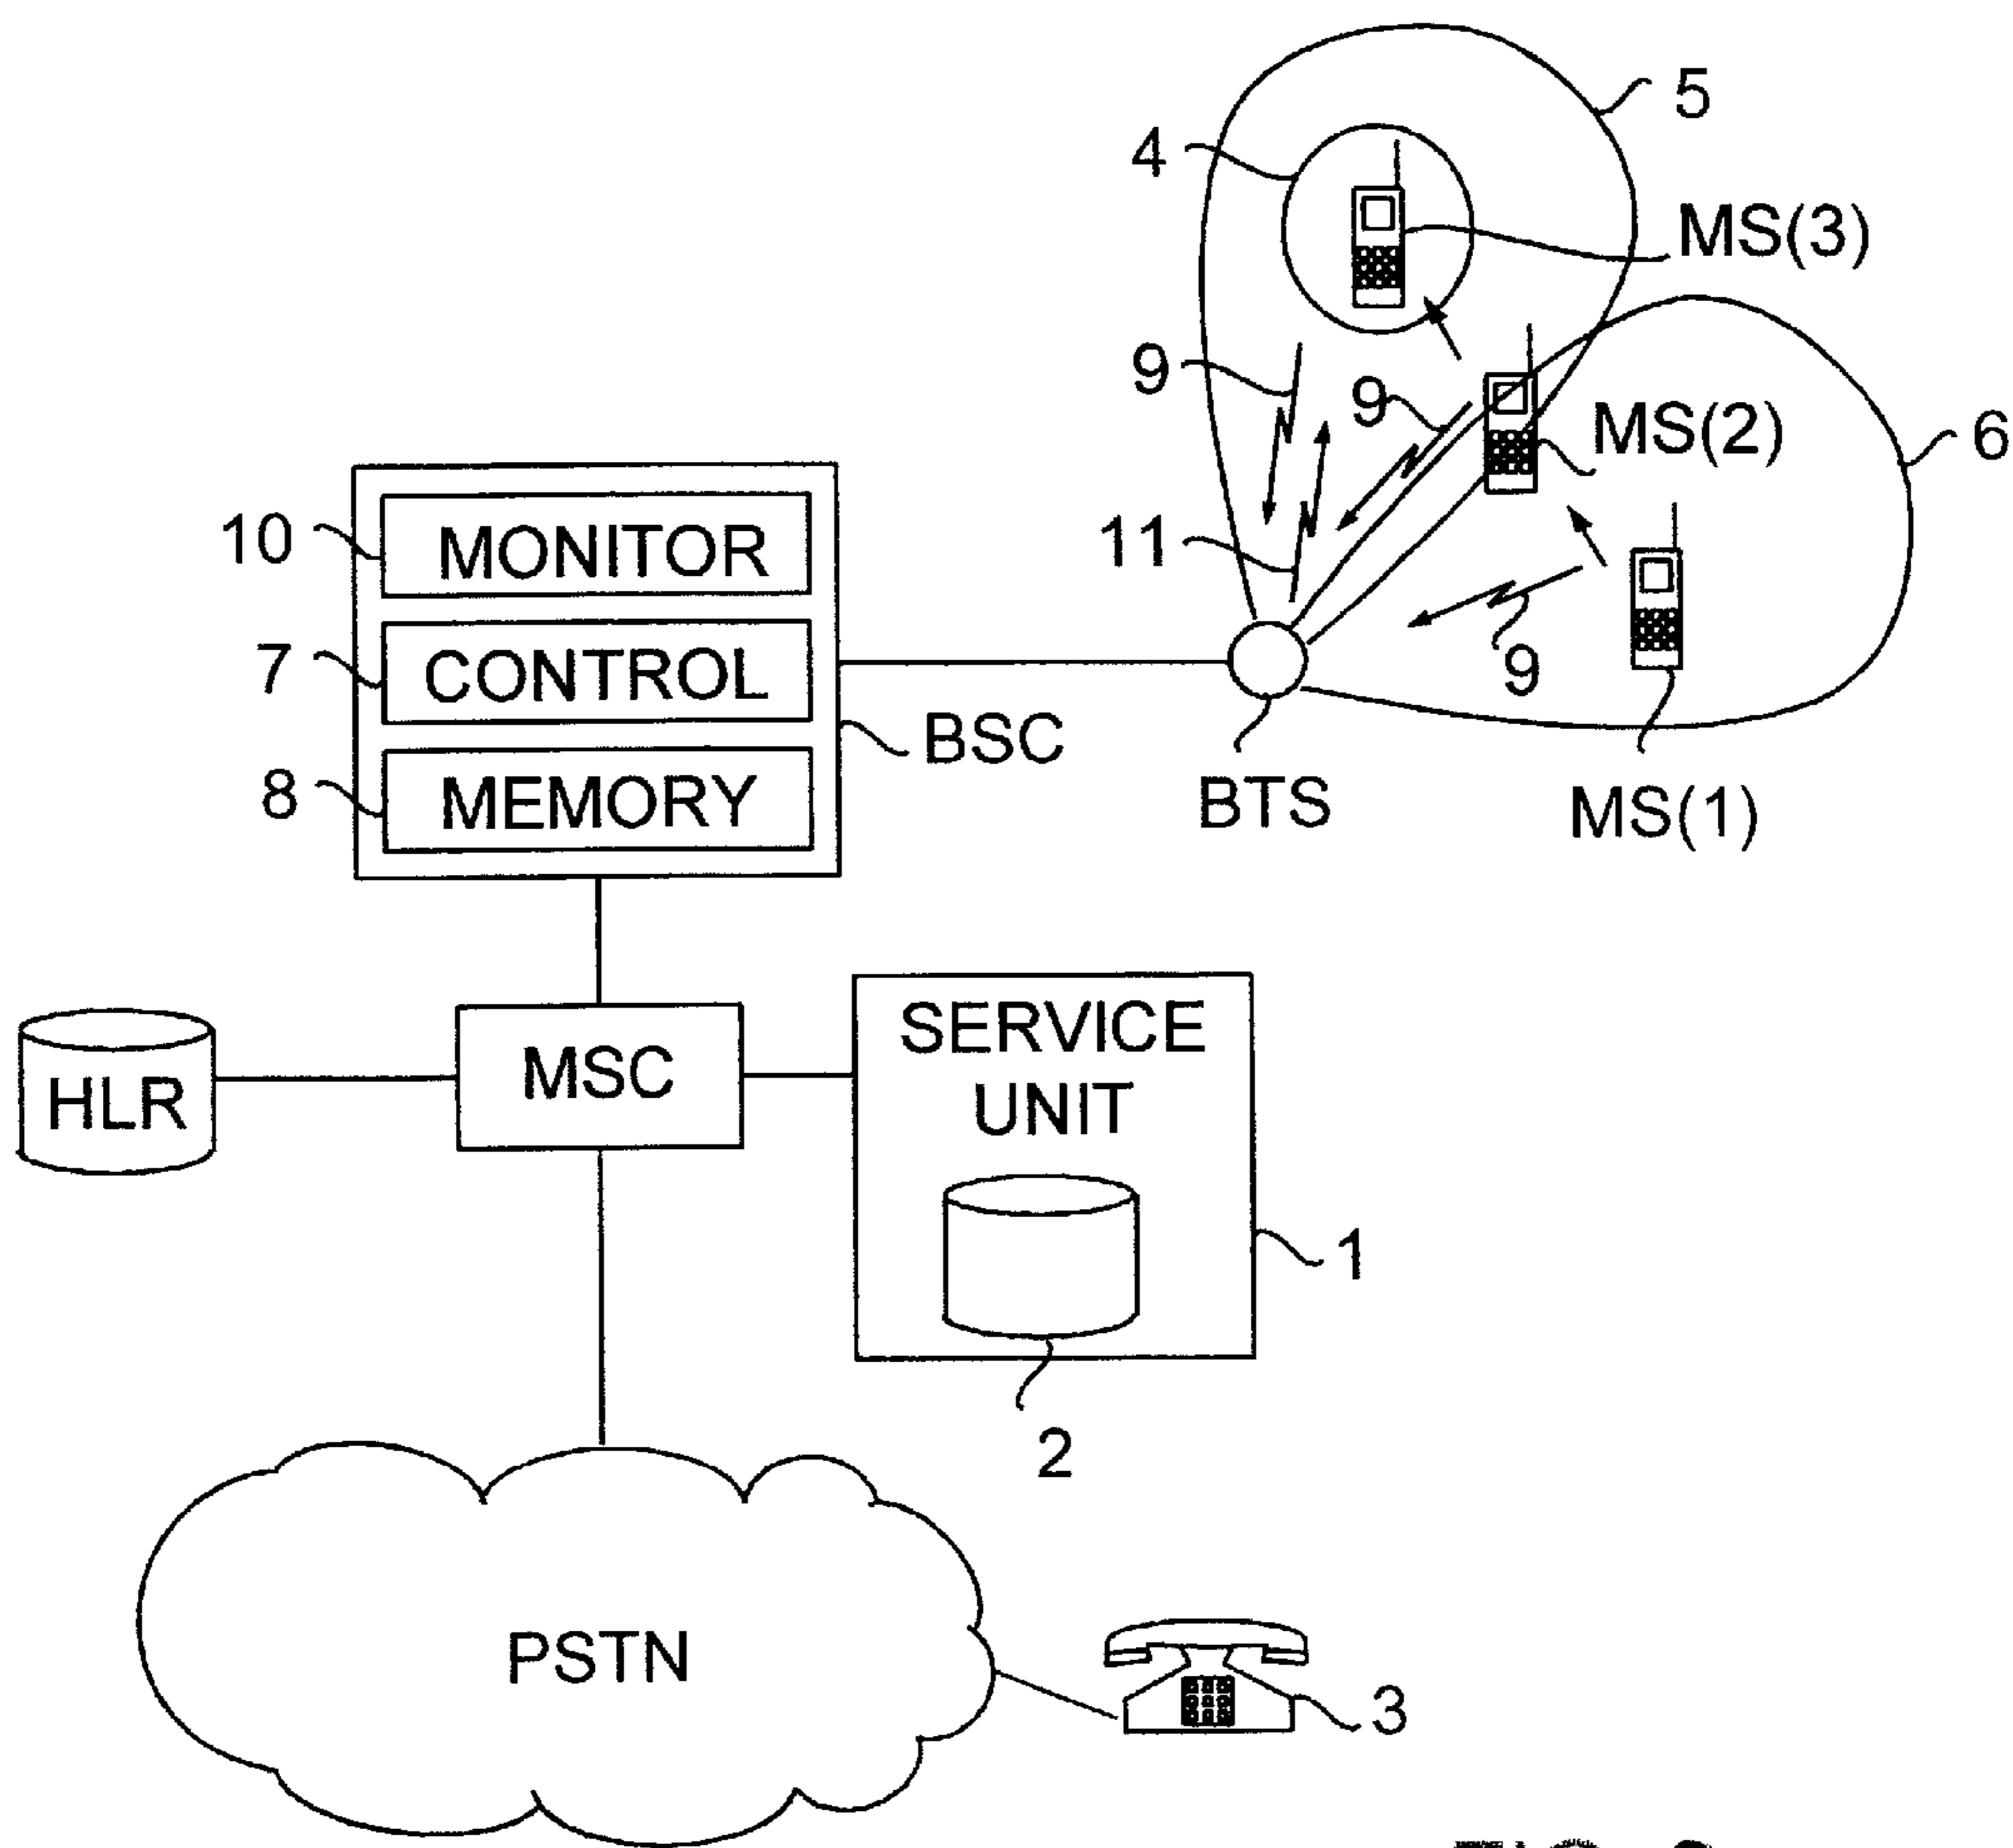 5
4
MS(3)
9
9
MS(2)
6
10
MONITOR
11
7
CONTROL
9
BSC
8
MEMORY
BTS
MS(1)
SERVICE
UNIT
MSC
HLR
1
2
PSTN
3